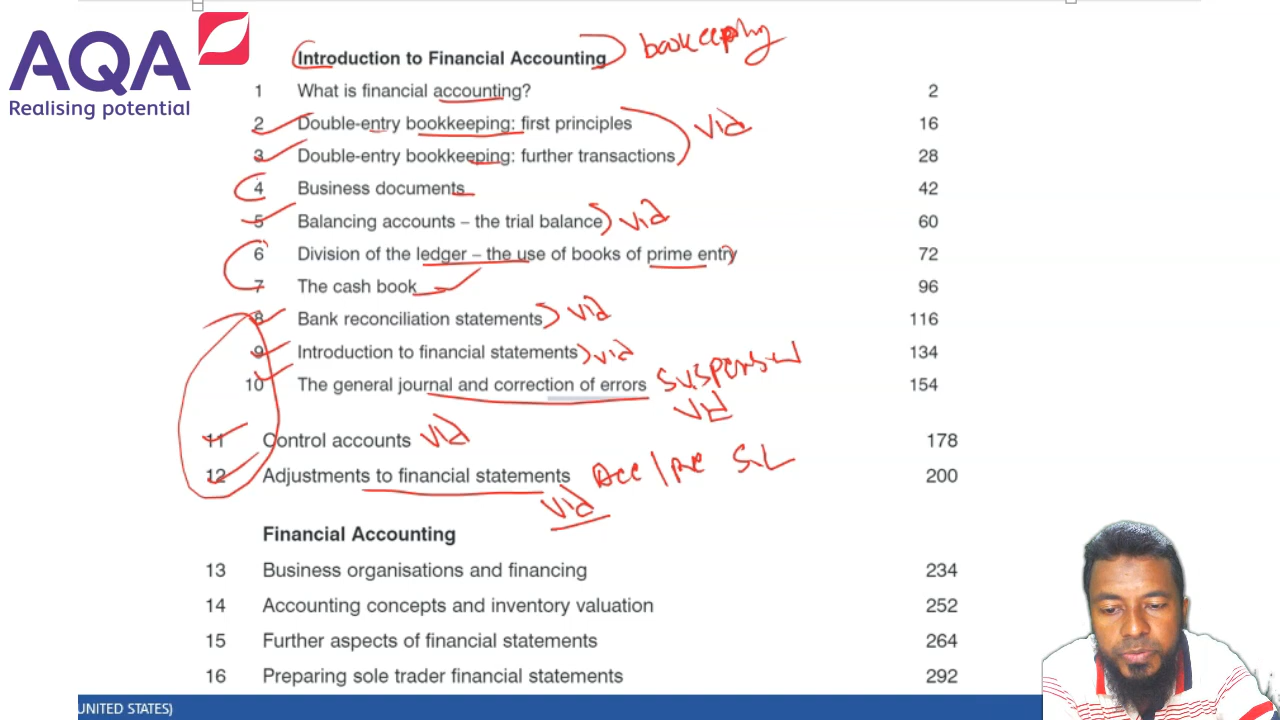 AQA
Realising potential
Introduction to Financial Accounting bookeeping
1 What is financial accounting? 2
2 Double-entry bookkeeping: first principles 16
vid
3 Double-entry bookkeeping: further transactions 28
4 Business documents 42
5 Balancing accounts – the trial balance vid 60
6 Division of the ledger – the use of books of prime entry 72
7 The cash book 96
8 Bank reconciliation statements vid 116
9 Introduction to financial statements vid 134
10 The general journal and correction of errors 154
vid
11 Control accounts vid 178
12 Adjustments to financial statements Acc/pre 200
vid
Financial Accounting
13 Business organisations and financing 234
14 Accounting concepts and inventory valuation 252
15 Further aspects of financial statements 264
16 Preparing sole trader financial statements 292
UNITED STATES)